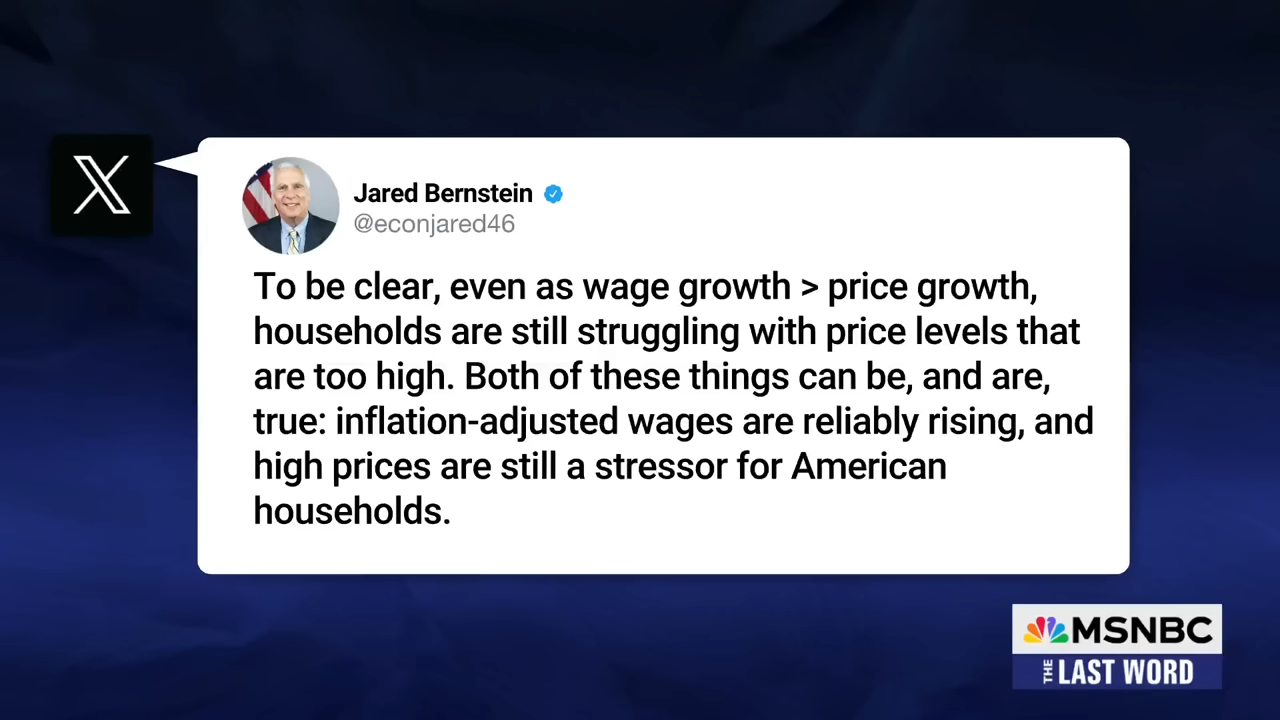 X
Jared Bernstein
@econjared46
To be clear, even as wage growth > price growth,
households are still struggling with price levels that
are too high. Both of these things can be, and are,
true: inflation-adjusted wages are reliably rising, and
high prices are still a stressor for American
households.
MSNBC
THE LAST WORD